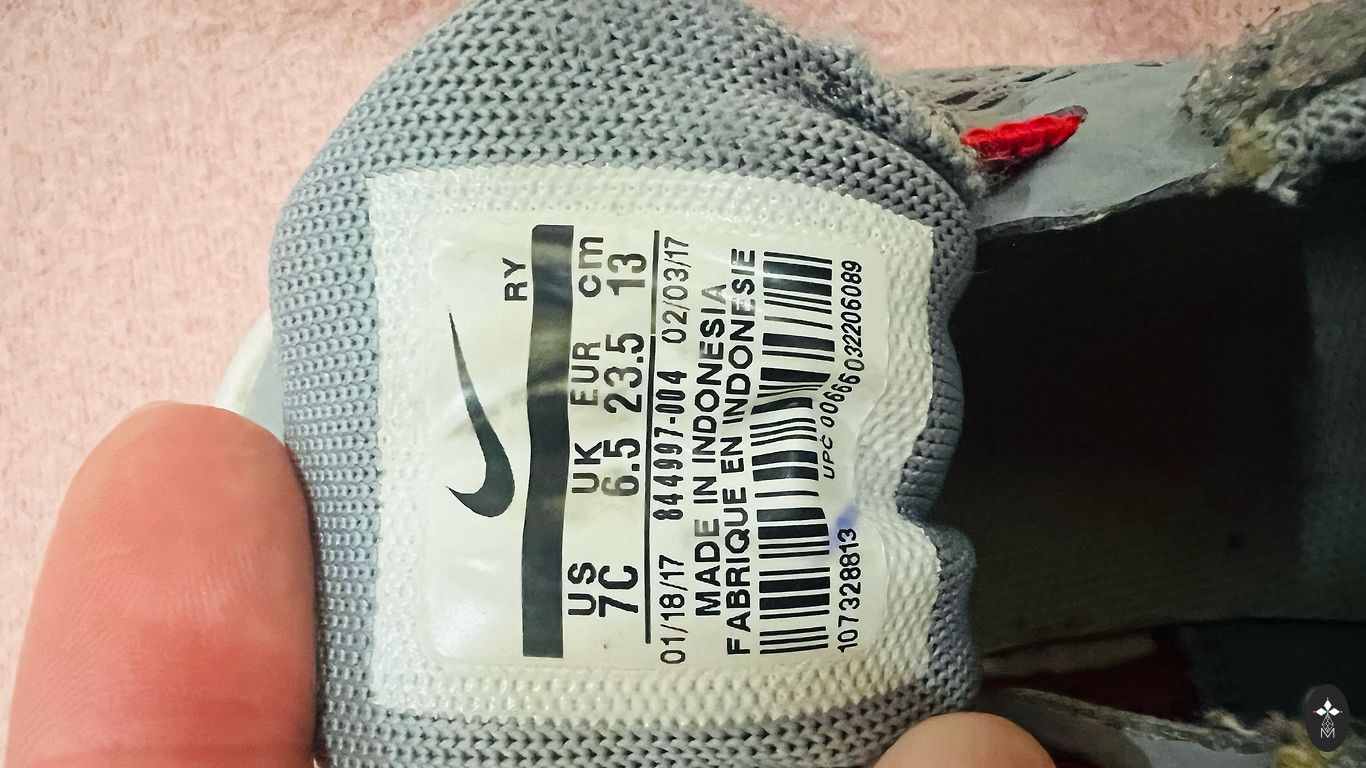 RY
US UK EUR cm
7C 6.5 23.5 13
01/18/17 844997-004 02/03/17
MADE IN INDONESIA
FABRIQUE EN INDONESIE
107328813 UPC 00666032206089
M